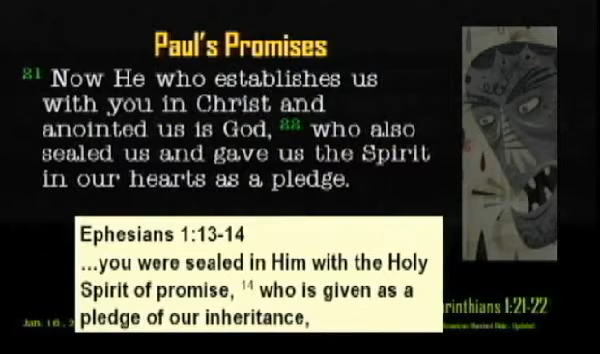 Paul's Promises
21 Now He who establishes us
with you in Christ and
anointed us is God, 22 who also
sealed us and gave us the Spirit
in our hearts as a pledge.
Ephesians 1:13-14
...you were sealed in Him with the Holy
Spirit of promise, 14 who is given as a
pledge of our inheritance,
rinthians 1:21-22
Jan. 16, 2